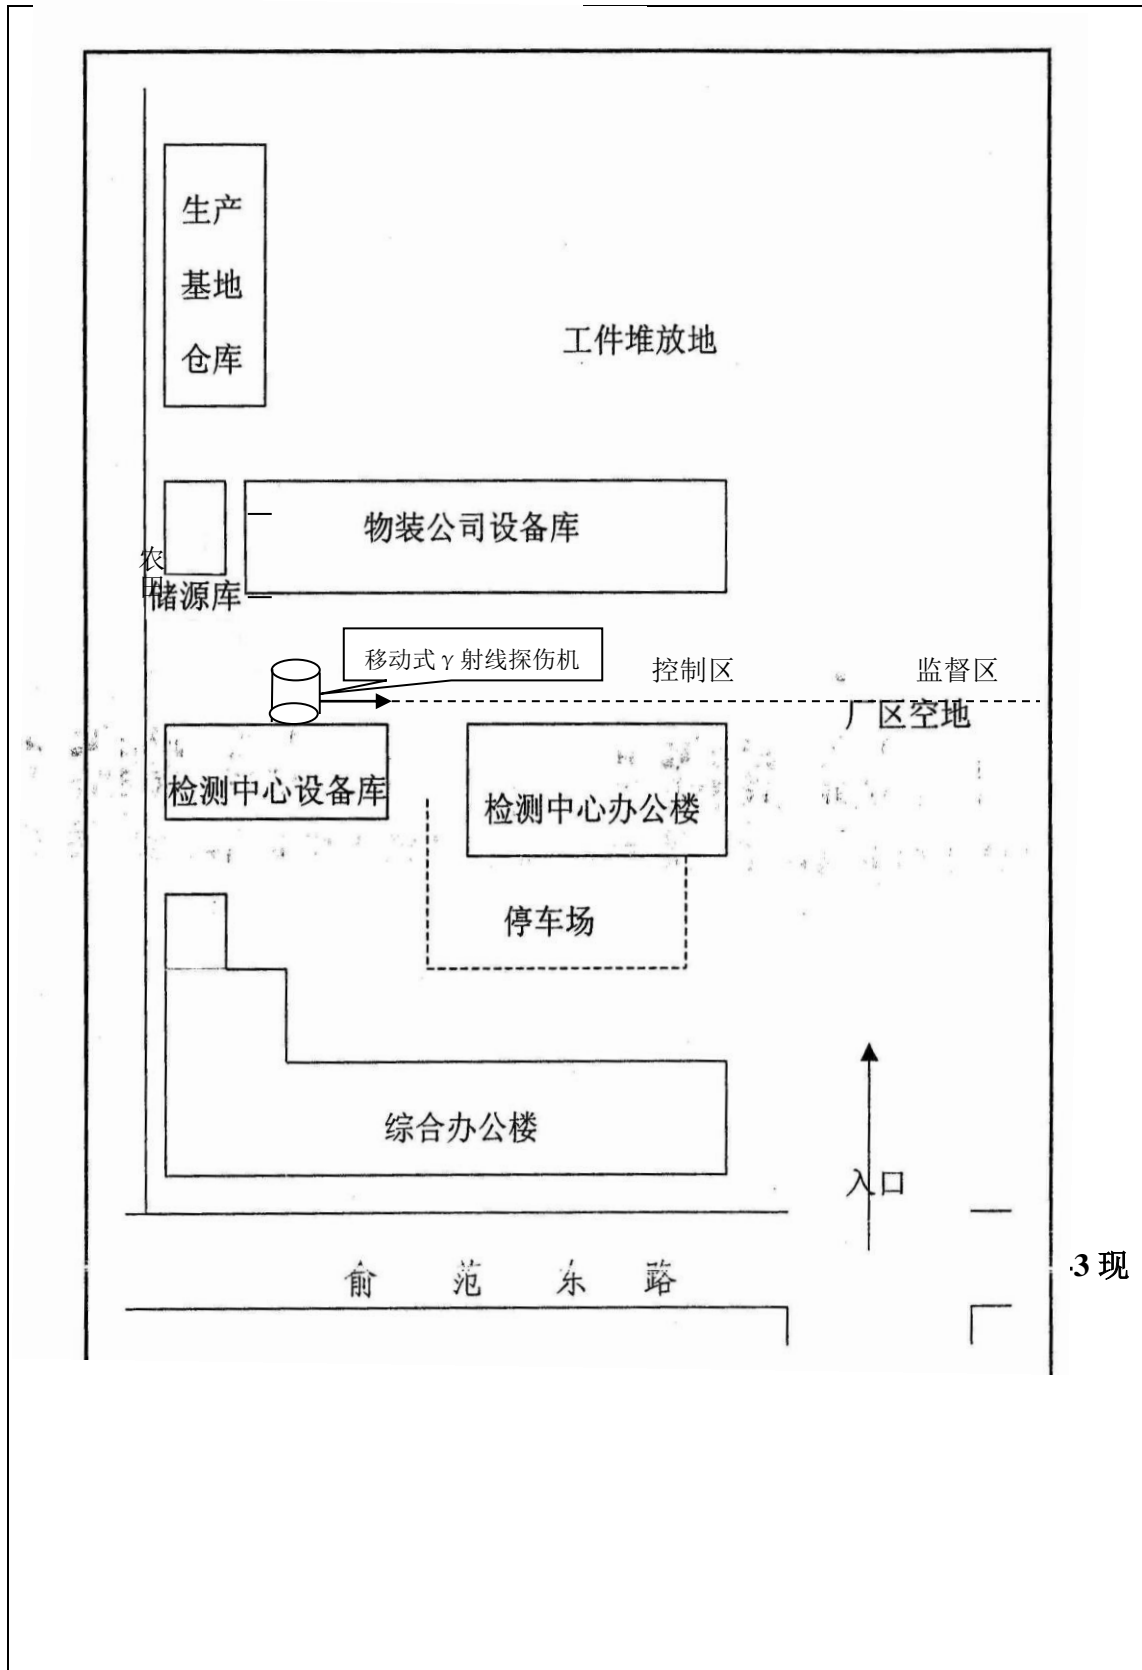 生产
基地
仓库
工件堆放地
物装公司设备库
农
田
储源库
移动式γ射线探伤机
控制区
监督区
厂区空地
检测中心设备库
检测中心办公楼
停车场
综合办公楼
入口
俞范东路
3 现